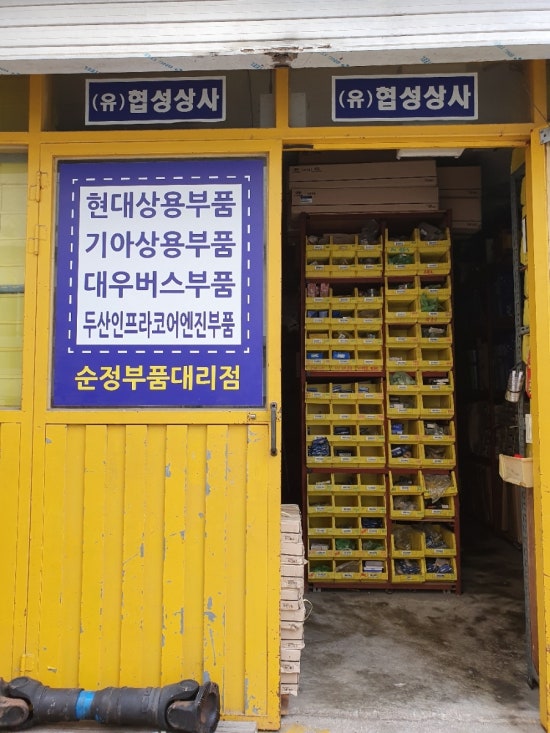 (유)협성상사
(유)협성상사
현대상용부품
기아상용부품
대우버스부품
두산인프라코어엔진부품
순정부품대리점